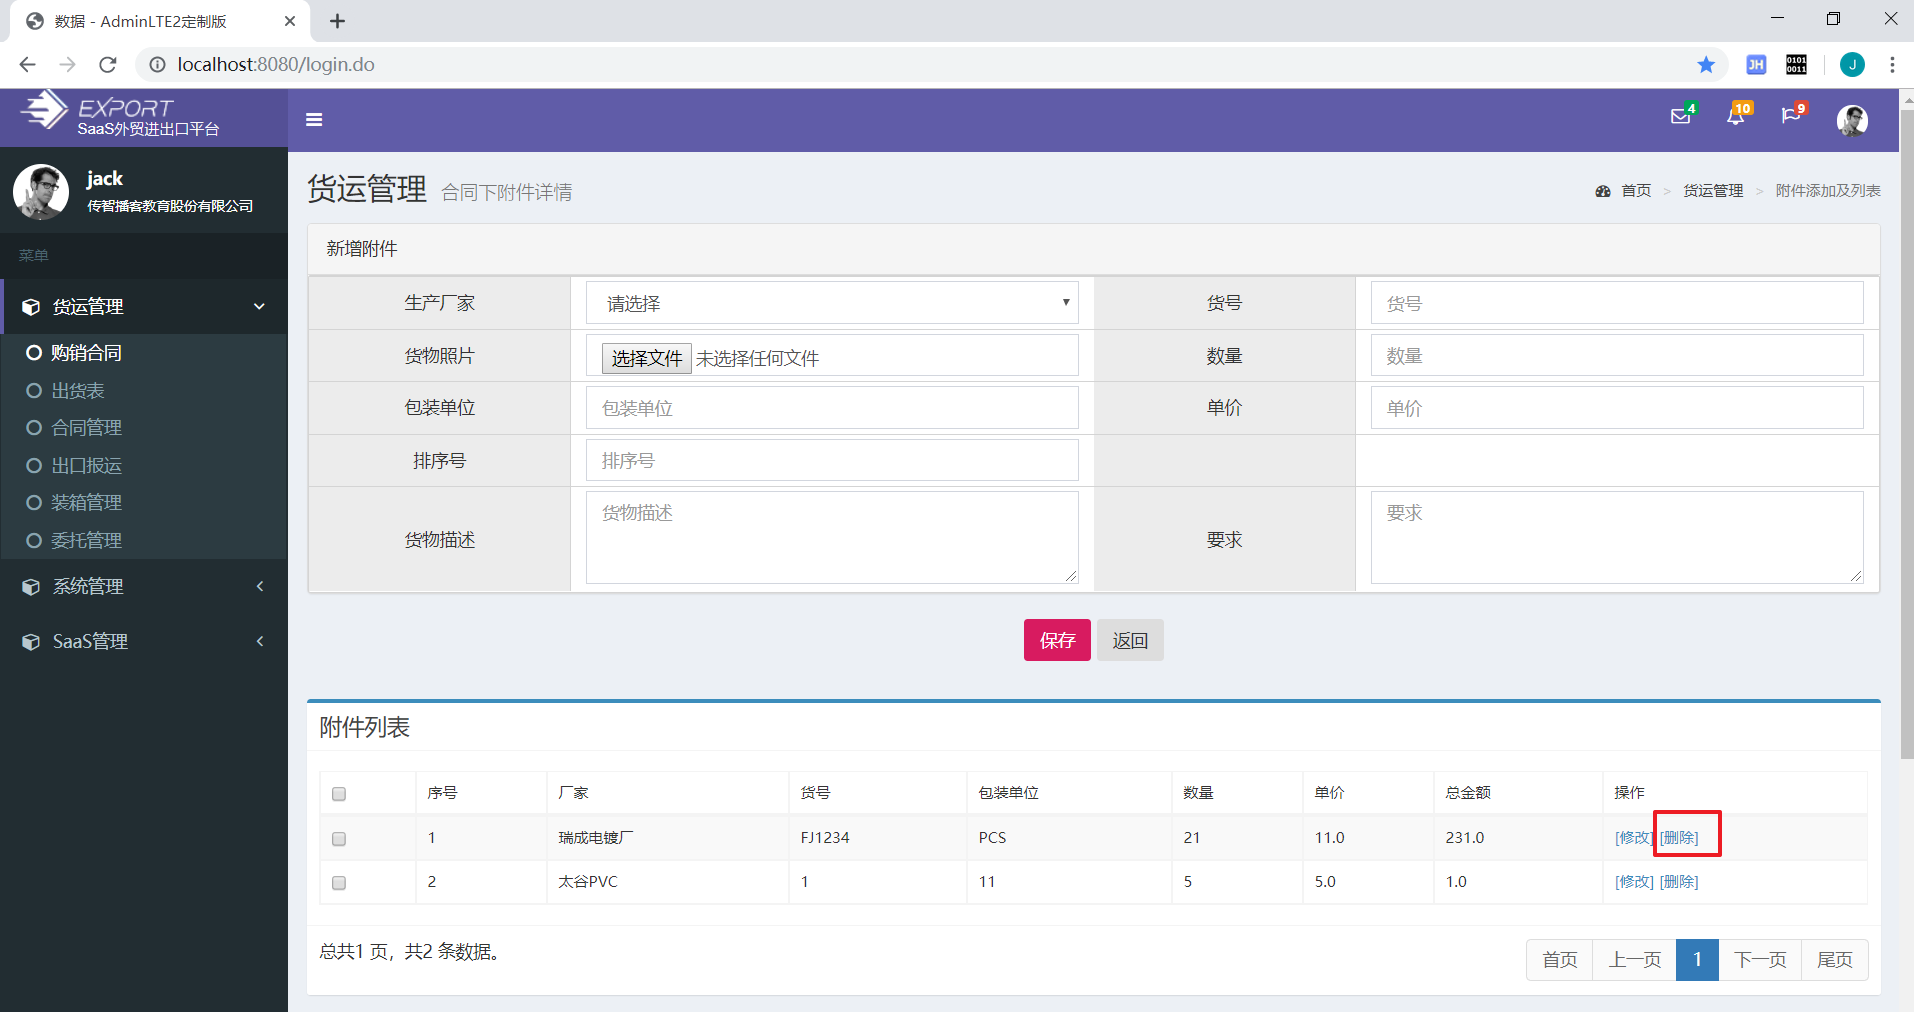 数据 - AdminLTE2定制版
localhost:8080/login.do
JH
0101
0011
J
EXPORT
SaaS外贸进出口平台
4
10
9
jack
传智播客教育股份有限公司
菜单
货运管理
购销合同
出货表
合同管理
出口报运
装箱管理
委托管理
系统管理
SaaS管理
货运管理 合同下附件详情
首页 > 货运管理 > 附件添加及列表
新增附件
生产厂家 请选择 货号 货号
货物照片 选择文件 未选择任何文件 数量 数量
包装单位 包装单位 单价 单价
排序号 排序号
货物描述 货物描述 要求 要求
保存 返回
附件列表
序号 厂家 货号 包装单位 数量 单价 总金额 操作
1 瑞成电镀厂 FJ1234 PCS 21 11.0 231.0 [修改] [删除]
2 太谷PVC 1 11 5 5.0 1.0 [修改] [删除]
总共1 页，共2 条数据。
首页 上一页 1 下一页 尾页